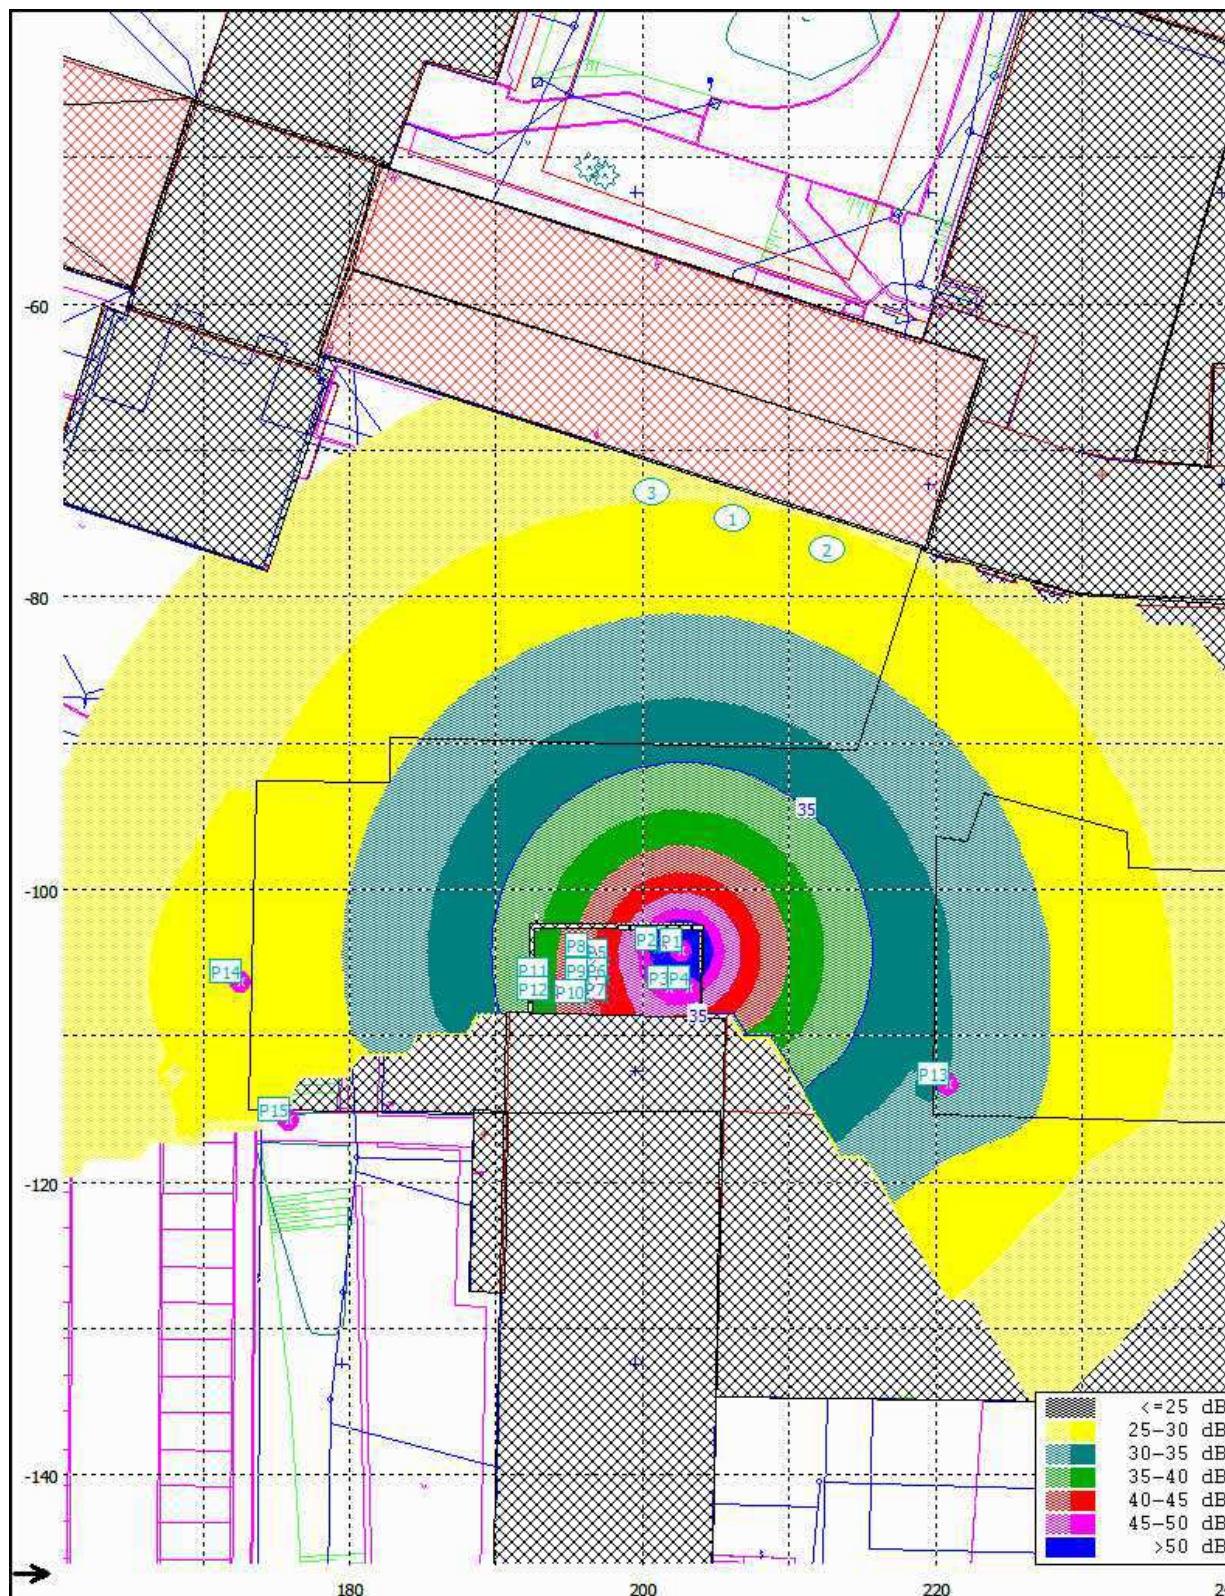 -60
3
1
2
-80
35
-100
P2 P1
P8 P5
P11 P9 P6
P3 P4
P14
P12 P10 P7
35
P13
P15
-120
<=25 dB
25-30 dB
30-35 dB
35-40 dB
40-45 dB
45-50 dB
>50 dB
-140
180 200 220